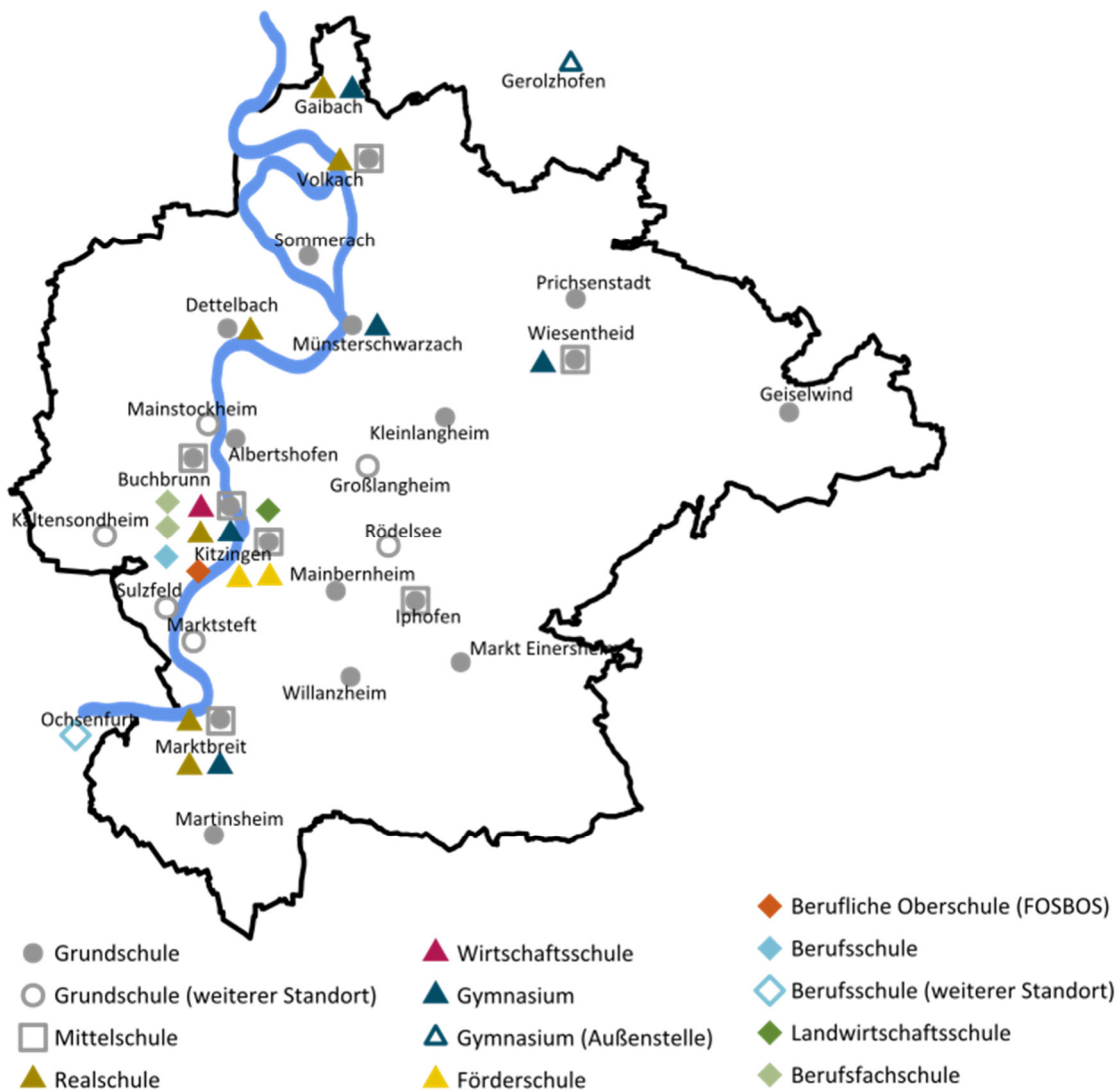 Gerolzhofen
Gaibach
Volkach
Sommerach
Prichsenstadt
Dettelbach
Wiesentheid
Münsterschwarzach
Geiselwind
Mainstockheim
Kleinlangheim
Albertshofen
Buchbrunn
Großlangheim
Kaltensondheim
Rödelsee
Kitzingen
Mainbernheim
Sulzfeld
Iphofen
Marktsteft
Markt Einersheim
Willanzheim
Ochsenfurt
Marktbreit
Martinsheim
Grundschule
Grundschule (weiterer Standort)
Mittelschule
Realschule
Wirtschaftsschule
Gymnasium
Gymnasium (Außenstelle)
Förderschule
Berufliche Oberschule (FOSBOS)
Berufsschule
Berufsschule (weiterer Standort)
Landwirtschaftsschule
Berufsfachschule